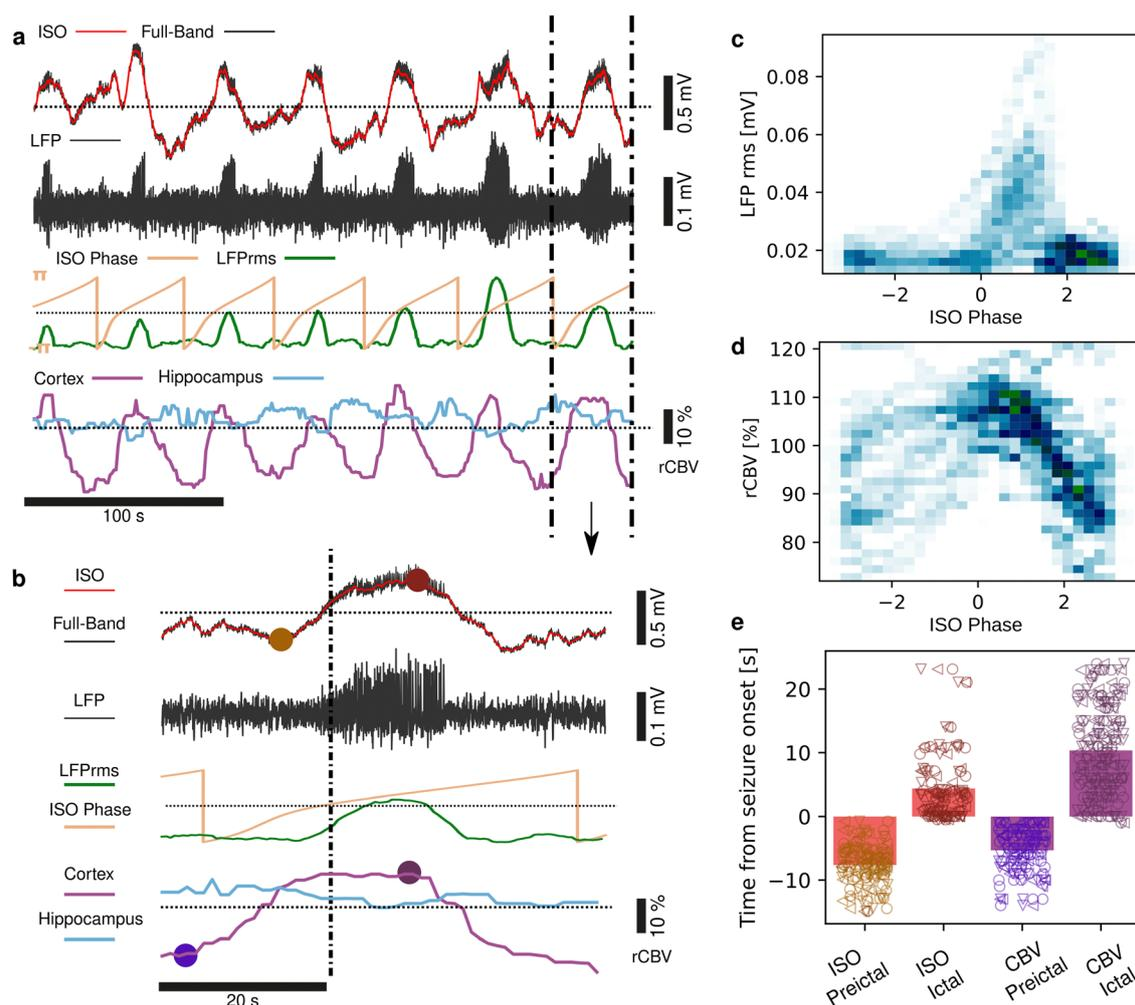 a
ISO
Full-Band
0.5 mV
LFP
0.1 mV
ISO Phase
LFPrms
π
-π
Cortex
Hippocampus
10 %
rCBV
100 s
b
ISO
Full-Band
0.5 mV
LFP
0.1 mV
LFPrms
ISO Phase
Cortex
Hippocampus
10 %
rCBV
20 s
c
LFP rms [mV]
0.08
0.06
0.04
0.02
−2 0 2
ISO Phase
d
rCBV [%]
120
110
100
90
80
−2 0 2
ISO Phase
e
Time from seizure onset [s]
20
10
0
−10
ISO
Preictal
ISO
Ictal
CBV
Preictal
CBV
Ictal